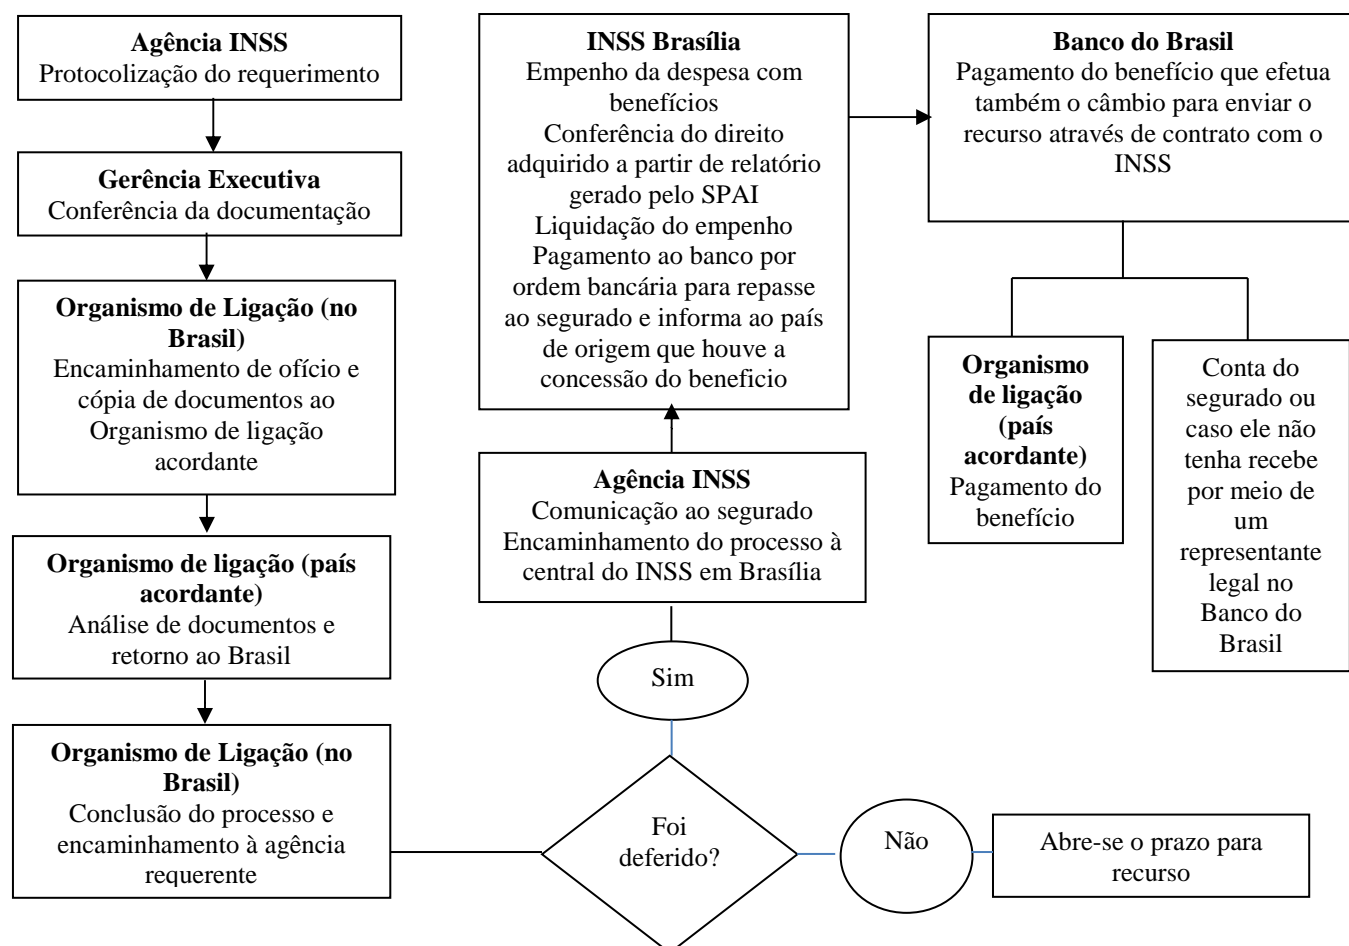 Agência INSS
Protocolização do requerimento
Gerência Executiva
Conferência da documentação
Organismo de Ligação (no
Brasil)
Encaminhamento de ofício e
cópia de documentos ao
Organismo de ligação
acordante
Organismo de ligação (país
acordante)
Análise de documentos e
retorno ao Brasil
Organismo de Ligação (no
Brasil)
Conclusão do processo e
encaminhamento à agência
requerente
Foi
deferido?
Sim
Não
Abre-se o prazo para
recurso
Agência INSS
Comunicação ao segurado
Encaminhamento do processo à
central do INSS em Brasília
INSS Brasília
Empenho da despesa com
benefícios
Conferência do direito
adquirido a partir de relatório
gerado pelo SPAI
Liquidação do empenho
Pagamento ao banco por
ordem bancária para repasse
ao segurado e informa ao país
de origem que houve a
concessão do beneficio
Banco do Brasil
Pagamento do benefício que efetua
também o câmbio para enviar o
recurso através de contrato com o
INSS
Organismo
de ligação
(país
acordante)
Pagamento do
benefício
Conta do
segurado ou
caso ele não
tenha recebe
por meio de
um
representante
legal no
Banco do
Brasil